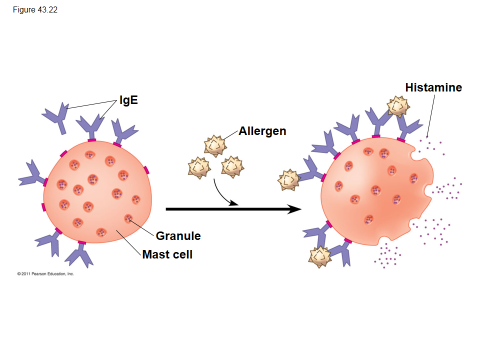 Figure 43.22
IgE
Histamine
Allergen
Granule
Mast cell
© 2011 Pearson Education, Inc.